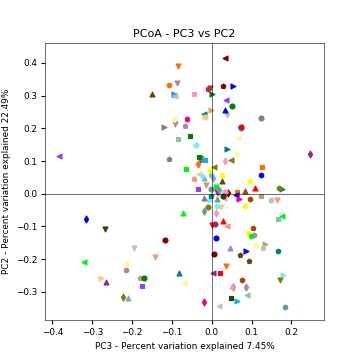 PCoA - PC3 vs PC2
PC2 - Percent variation explained 22.49%
0.4
0.3
0.2
0.1
0.0
−0.1
−0.2
−0.3
−0.4 −0.3 −0.2 −0.1 0.0 0.1 0.2
PC3 - Percent variation explained 7.45%